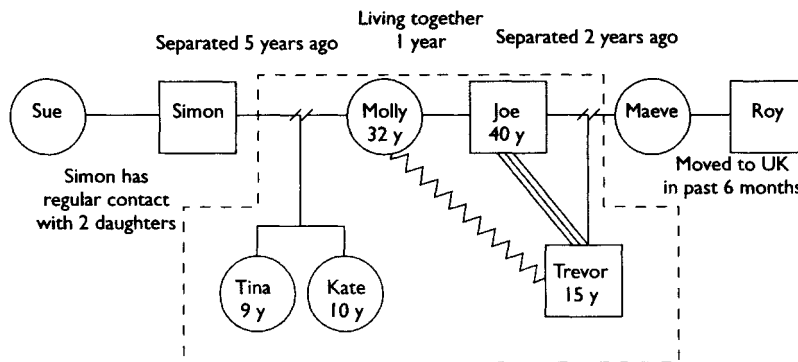 Separated 5 years ago
Living together
1 year
Separated 2 years ago
Sue
Simon
Molly
32 y
Joe
40 y
Maeve
Roy
Simon has
regular contact
with 2 daughters
Moved to UK
in past 6 months
Tina
9 y
Kate
10 y
Trevor
15 y